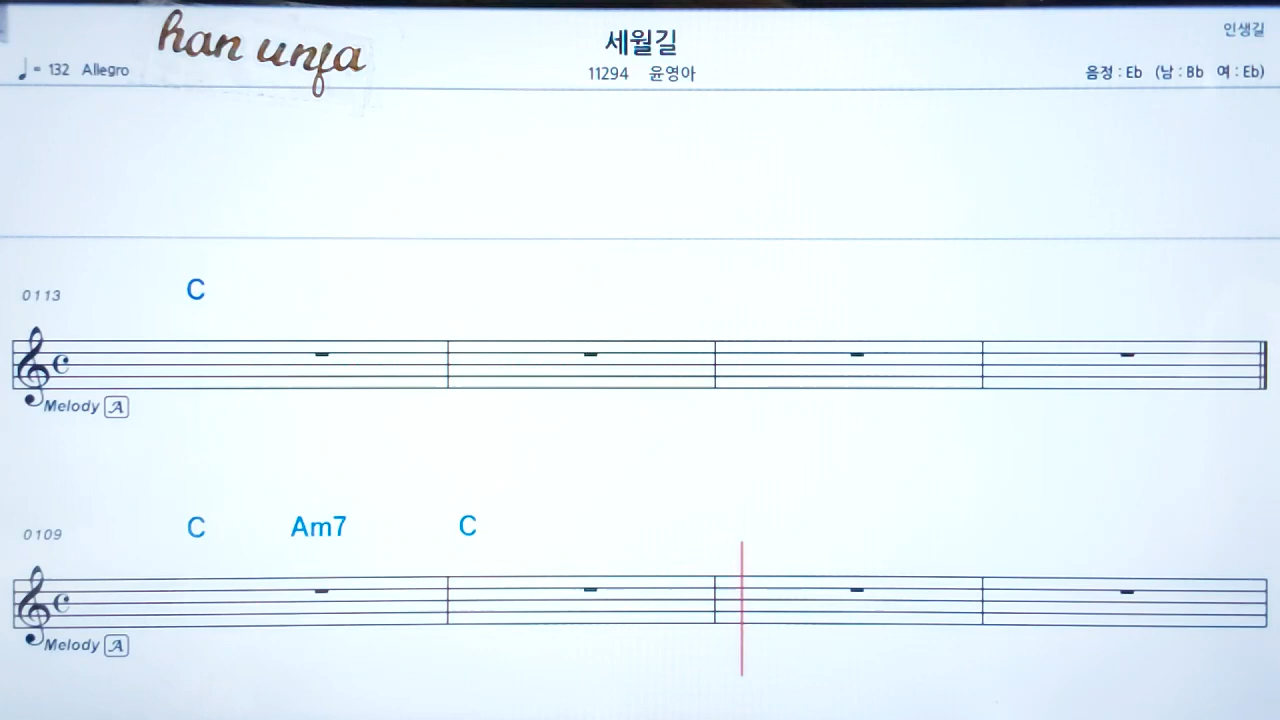 han unfa
세월길
인생길
♩ = 132 Allegro
11294 윤영아
음정 : Eb (남 : Bb 여 : Eb)
0113
C
Melody A
0109
C Am7 C
Melody A